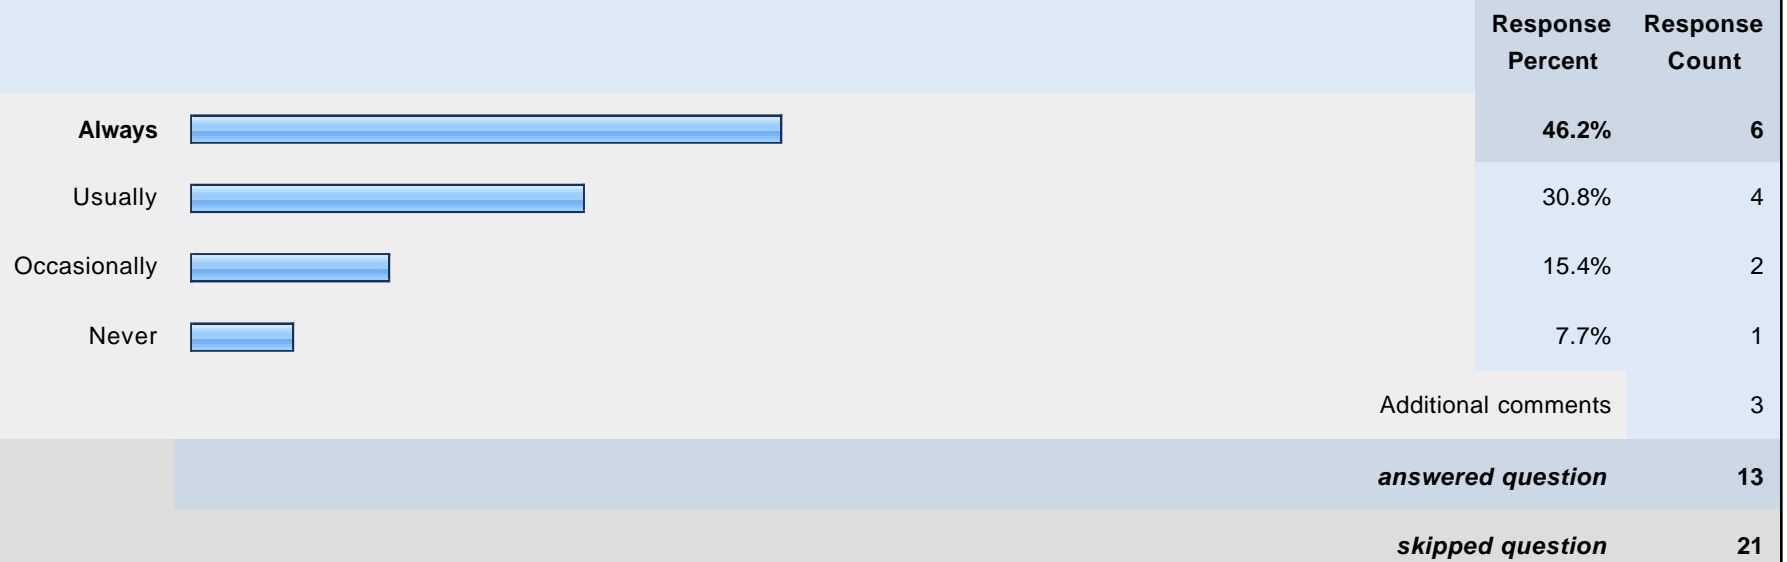 Response Response
Percent Count
Always 46.2% 6
Usually 30.8% 4
Occasionally 15.4% 2
Never 7.7% 1
Additional comments 3
answered question 13
skipped question 21